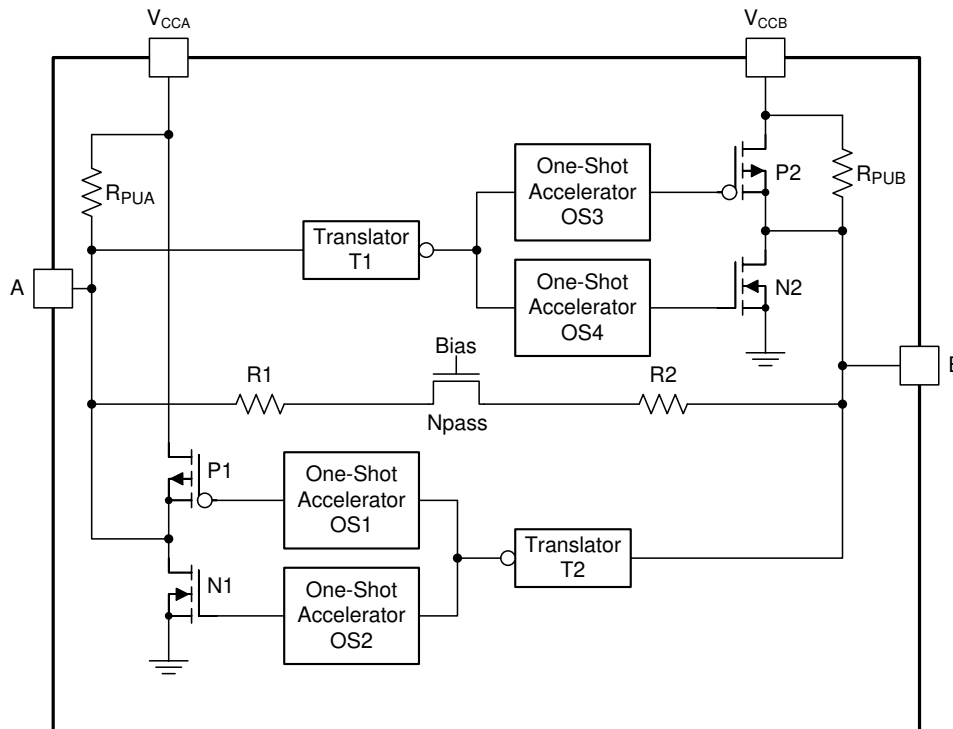 VCCA
VCCB
RPUA
One-Shot
Accelerator
OS3
P2
RPUB
Translator
T1
A
One-Shot
Accelerator
OS4
N2
Bias
R1
R2
Npass
P1
One-Shot
Accelerator
OS1
Translator
T2
N1
One-Shot
Accelerator
OS2